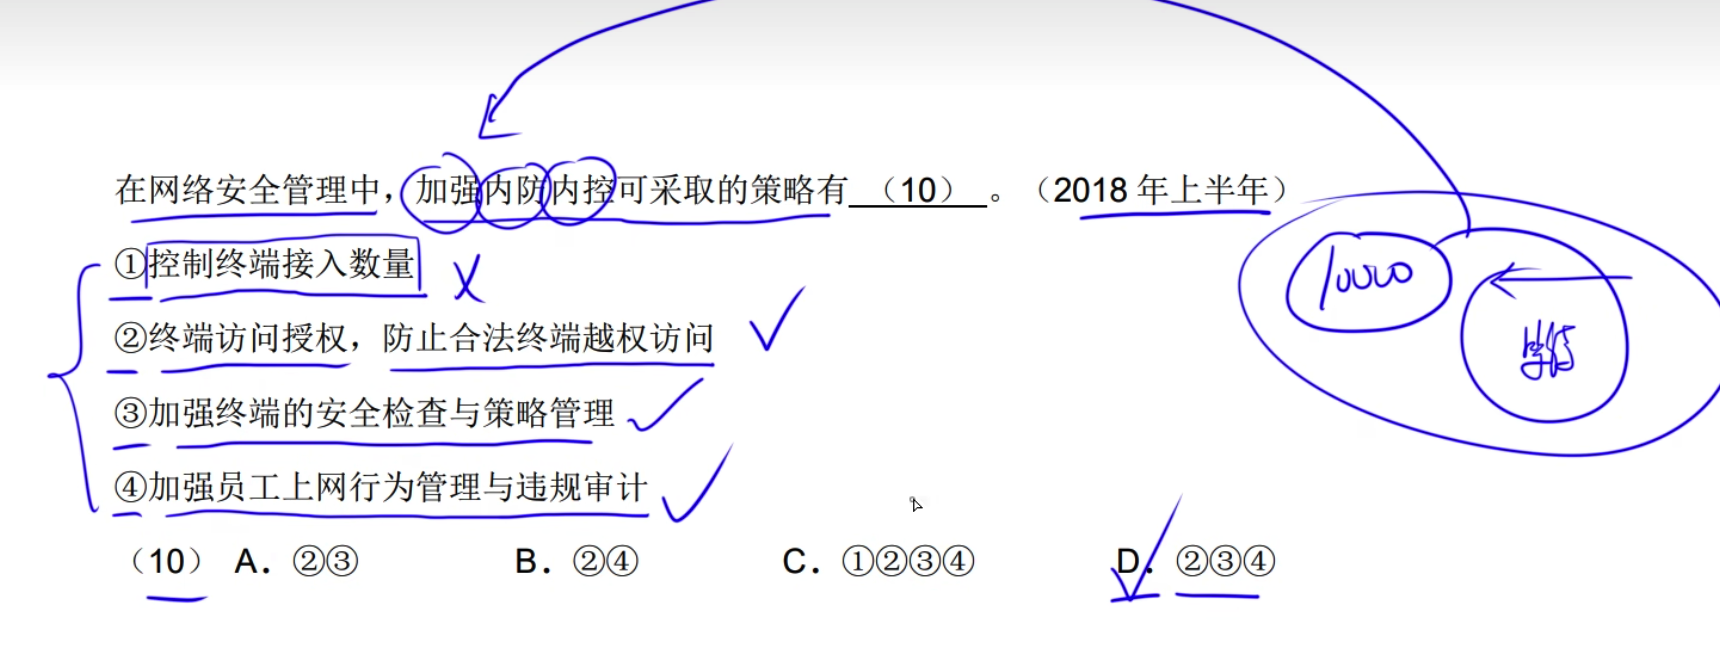 在网络安全管理中，加强内防内控可采取的策略有 （10） 。（2018 年上半年）
①控制终端接入数量
②终端访问授权，防止合法终端越权访问
10000
③加强终端的安全检查与策略管理
④加强员工上网行为管理与违规审计
（10） A．②③ B．②④ C．①②③④ D．②③④